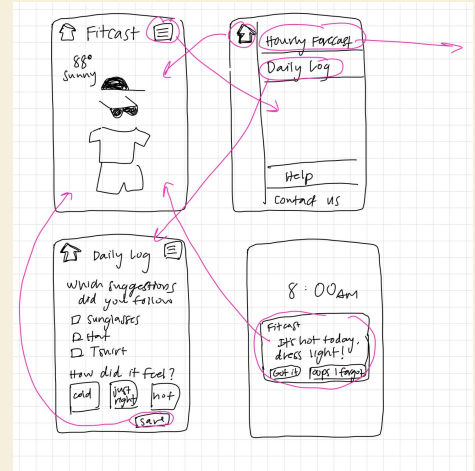 Fitcast
88°
Sunny
Hourly Forecast
Daily Log
Help
Contact us
Daily Log
Which suggestions
did you follow
Sunglasses
Hat
Tshirt
How did it feel?
cold
just
right
hot
save
8:00 AM
Fitcast
It's hot today,
dress light!
Got it
oops I forgot